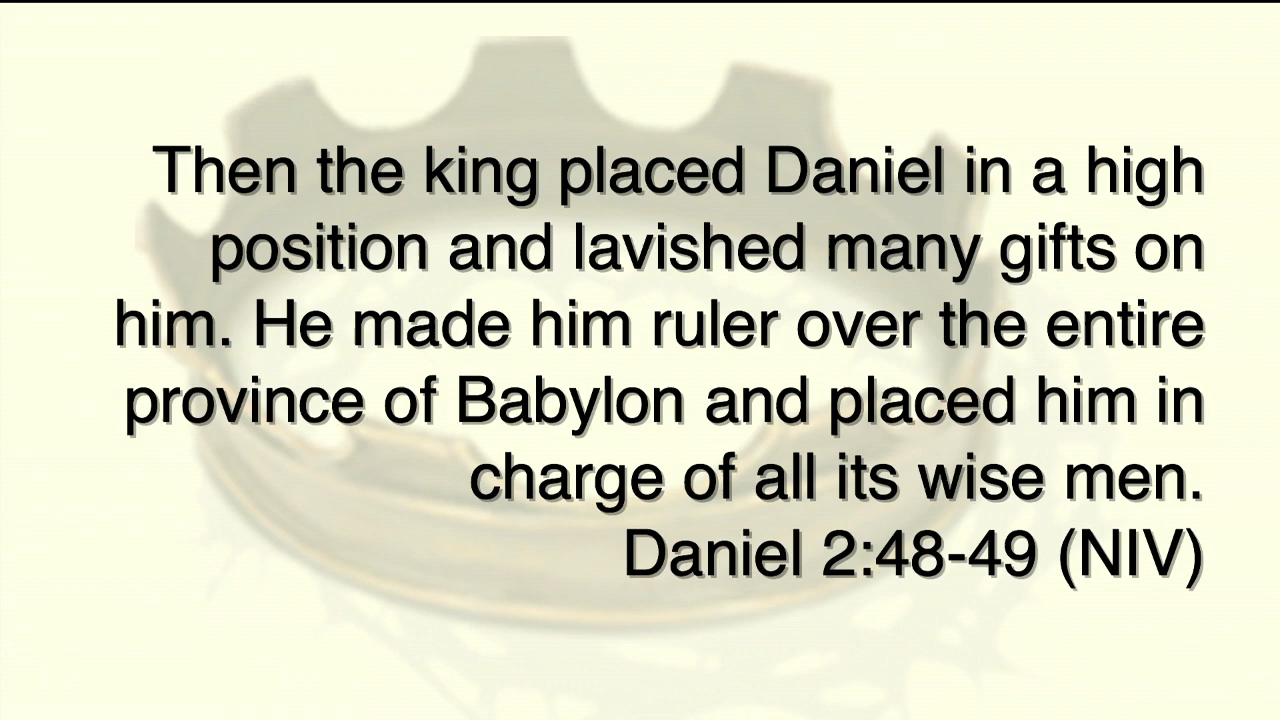 Then the king placed Daniel in a high
position and lavished many gifts on
him. He made him ruler over the entire
province of Babylon and placed him in
charge of all its wise men.
Daniel 2:48-49 (NIV)